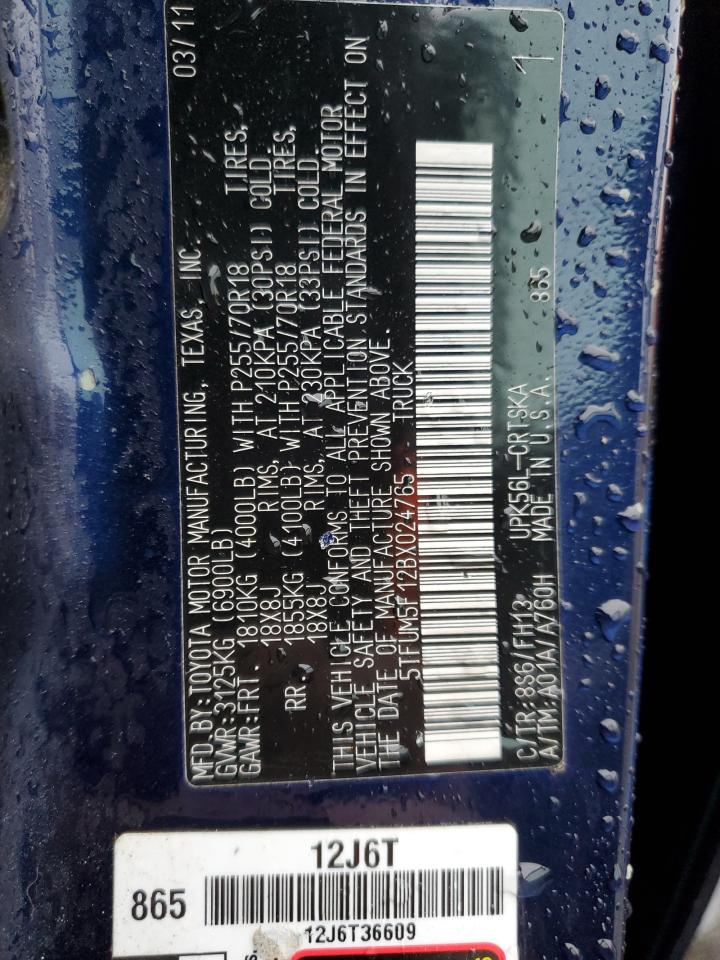 MFD.BY:TOYOTA MOTOR MANUFACTURING, TEXAS, INC. 03/11
GVWR:3125KG (6900LB)
GAWR:FRT. 1810KG (4000LB) WITH P255/70R18 TIRES,
18X8J RIMS, AT 210KPA (30PSI) COLD.
RR. 1855KG (4100LB) WITH P255/70R18 TIRES,
18X8J RIMS, AT 230KPA (33PSI) COLD.
THIS VEHICLE CONFORMS TO ALL APPLICABLE FEDERAL MOTOR
VEHICLE SAFETY AND THEFT PREVENTION STANDARDS IN EFFECT ON
THE DATE OF MANUFACTURE SHOWN ABOVE.
5TFUM5F12BX024765 TRUCK
C/TR:8S6/FH13 UPK56L-CRTSKA 865
A/TM:A01A/A760H MADE IN U.S.A.
12J6T
865
12J6T36609